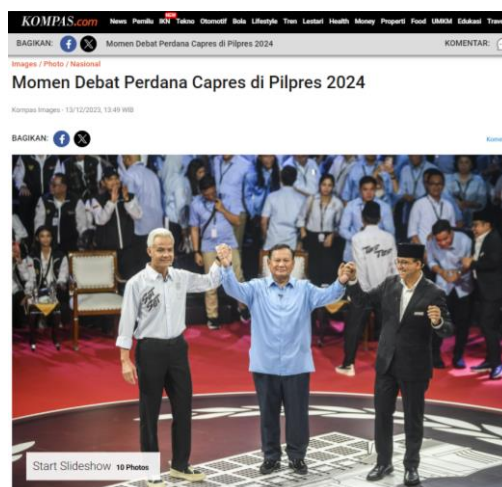 KOMPAS.com News Pemilu IKN NEW Tekno Otomotif Bola Lifestyle Tren Lestari Health Money Properti Food UMKM Edukasi
BAGIKAN: Momen Debat Perdana Capres di Pilpres 2024 KOMENTAR:
Images / Photo / Nasional
Momen Debat Perdana Capres di Pilpres 2024
Kompas Images - 13/12/2023, 13:49 WIB
BAGIKAN:
Start Slideshow 10 Photos